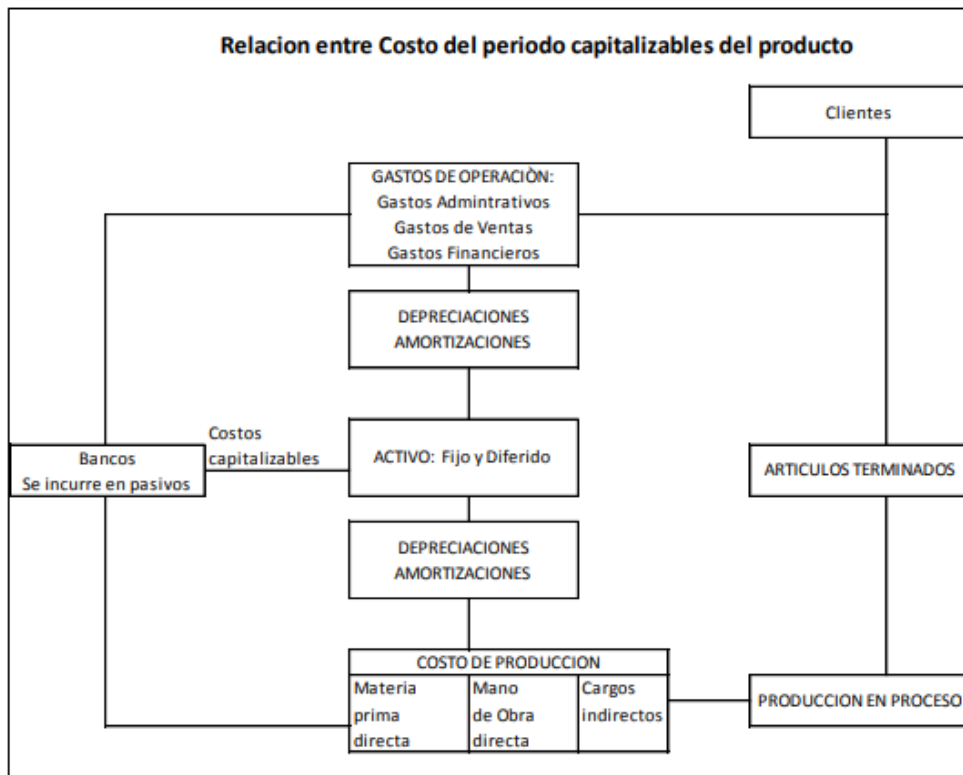 Relacion entre Costo del periodo capitalizables del producto
Clientes
GASTOS DE OPERACIÒN:
Gastos Admintrativos
Gastos de Ventas
Gastos Financieros
DEPRECIACIONES
AMORTIZACIONES
Costos
capitalizables
Bancos
Se incurre en pasivos
ACTIVO: Fijo y Diferido
ARTICULOS TERMINADOS
DEPRECIACIONES
AMORTIZACIONES
COSTO DE PRODUCCION
Materia
prima
directa
Mano
de Obra
directa
Cargos
indirectos
PRODUCCION EN PROCESO